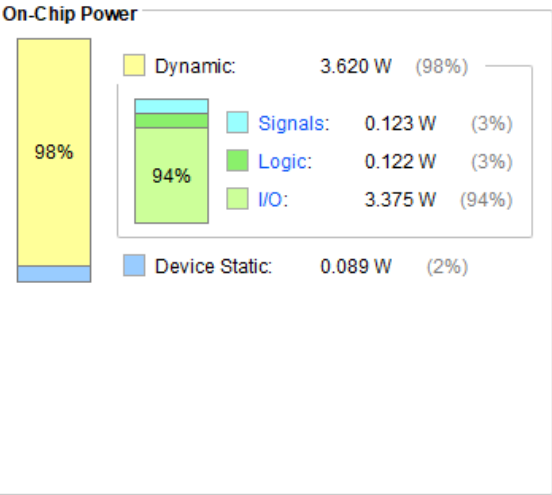 On-Chip Power
Dynamic: 3.620 W (98%)
98%
Signals: 0.123 W (3%)
Logic: 0.122 W (3%)
94%
I/O: 3.375 W (94%)
Device Static: 0.089 W (2%)